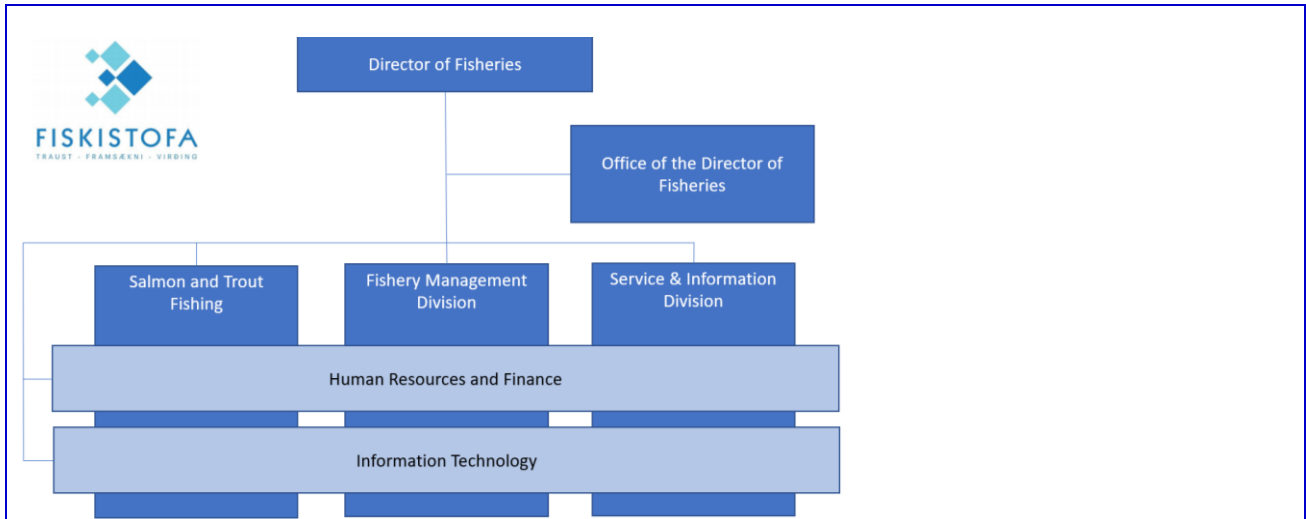 Director of Fisheries
FISKISTOFA
TRAUST - FRAMSÆKNI - VIRÐING
Office of the Director of
Fisheries
Salmon and Trout
Fishing
Fishery Management
Division
Service & Information
Division
Human Resources and Finance
Information Technology